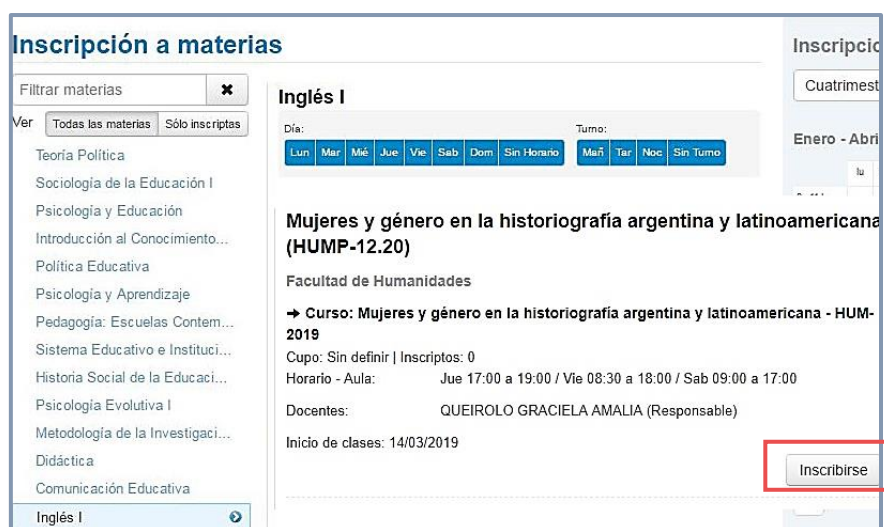 Inscripción a materias
Filtrar materias
Ver Todas las materias Sólo inscriptas
Teoría Política
Sociología de la Educación I
Psicología y Educación
Introducción al Conocimiento...
Política Educativa
Psicología y Aprendizaje
Pedagogía: Escuelas Contem...
Sistema Educativo e Instituci...
Historia Social de la Educaci...
Psicología Evolutiva I
Metodología de la Investigaci...
Didáctica
Comunicación Educativa
Inglés I
Inglés I
Día: Turno:
Lun Mar Mié Jue Vie Sab Dom Sin Horario Mañ Tar Noc Sin Turno
Mujeres y género en la historiografía argentina y latinoamericana
(HUMP-12.20)
Facultad de Humanidades
➔ Curso: Mujeres y género en la historiografía argentina y latinoamericana - HUM-
2019
Cupo: Sin definir | Inscriptos: 0
Horario - Aula: Jue 17:00 a 19:00 / Vie 08:30 a 18:00 / Sab 09:00 a 17:00
Docentes: QUEIROLO GRACIELA AMALIA (Responsable)
Inicio de clases: 14/03/2019
Inscribirse
Inscripcio
Cuatrimest
Enero - Abri
lu